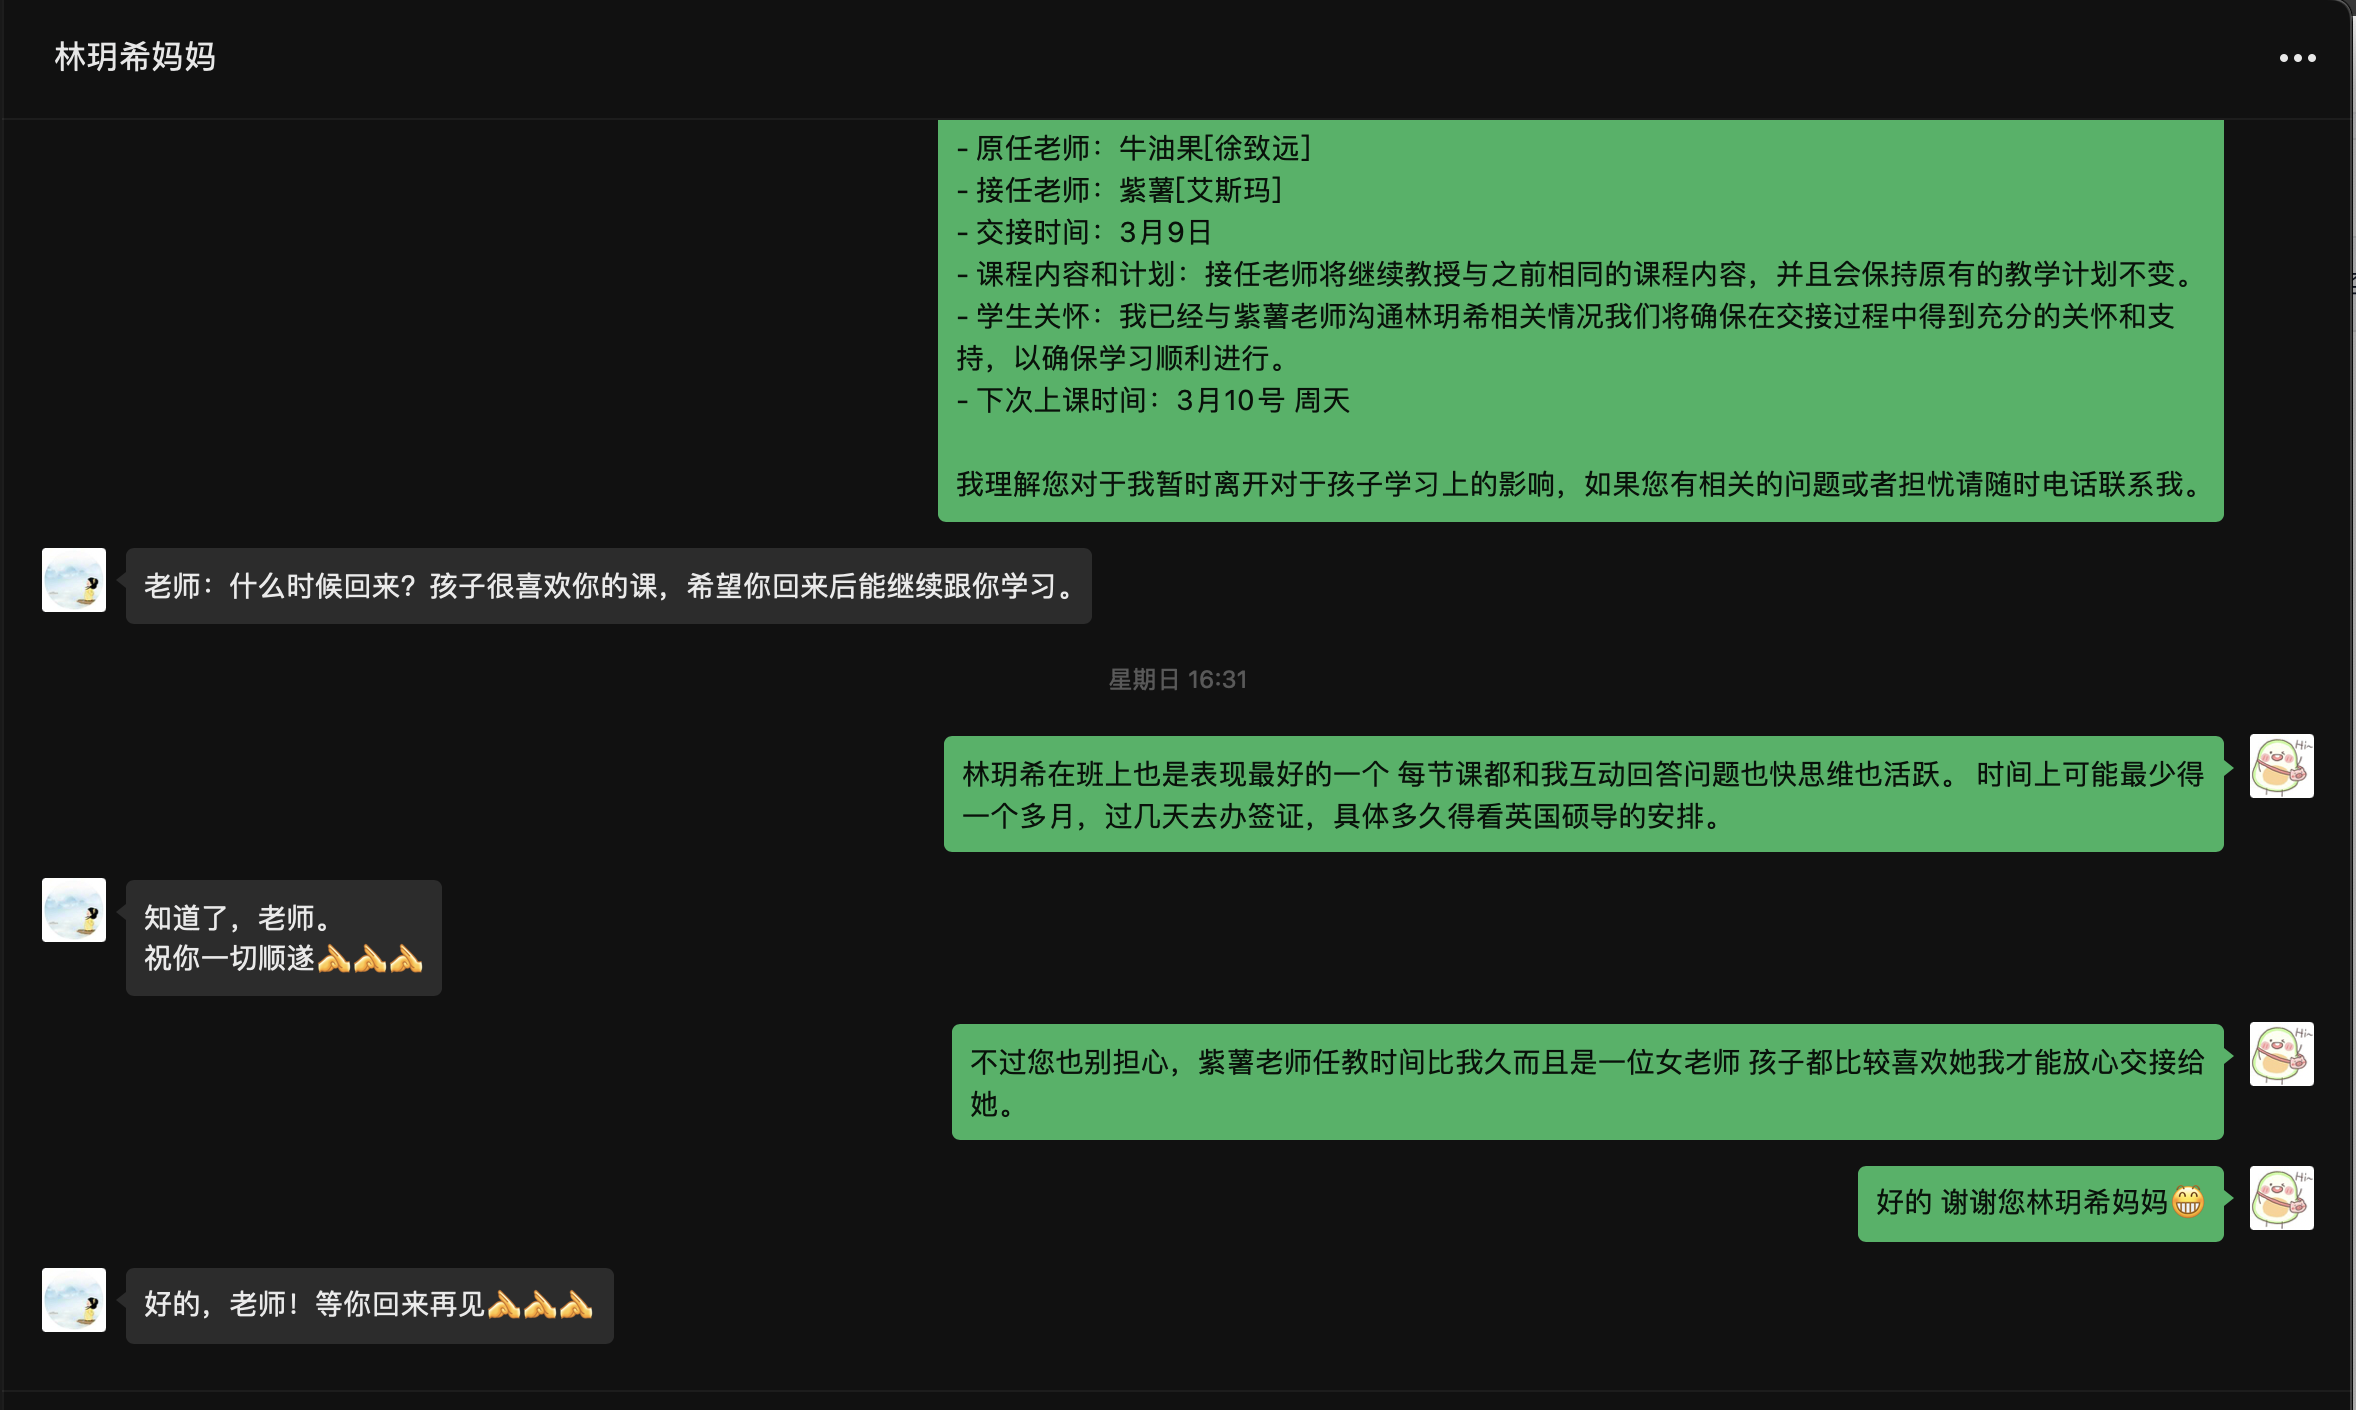 林玥希妈妈
- 原任老师：牛油果[徐致远]
- 接任老师：紫薯[艾斯玛]
- 交接时间：3月9日
- 课程内容和计划：接任老师将继续教授与之前相同的课程内容，并且会保持原有的教学计划不变。
- 学生关怀：我已经与紫薯老师沟通林玥希相关情况我们将确保在交接过程中得到充分的关怀和支
持，以确保学习顺利进行。
- 下次上课时间：3月10号 周天
我理解您对于我暂时离开对于孩子学习上的影响，如果您有相关的问题或者担忧请随时电话联系我。
老师：什么时候回来？孩子很喜欢你的课，希望你回来后能继续跟你学习。
星期日 16:31
林玥希在班上也是表现最好的一个 每节课都和我互动回答问题也快思维也活跃。 时间上可能最少得
一个多月，过几天去办签证，具体多久得看英国硕导的安排。
Hi~
知道了，老师。
祝你一切顺遂💪💪💪
不过您也别担心，紫薯老师任教时间比我久而且是一位女老师 孩子都比较喜欢她我才能放心交接给
她。
Hi~
好的 谢谢您林玥希妈妈😁
Hi~
好的，老师！等你回来再见💪💪💪